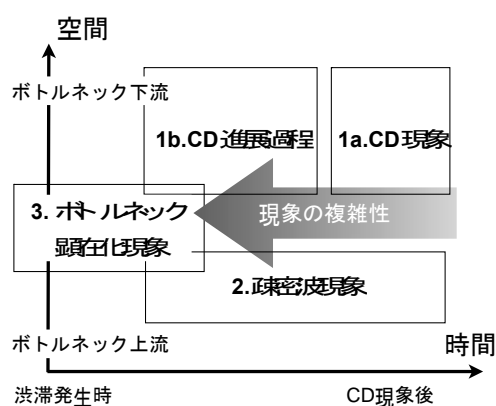 空間
ボトルネック下流
1b.CD進展過程
1a.CD現象
3. ボトルネック
顕在化現象
現象の複雑性
2.疎密波現象
ボトルネック上流
時間
渋滞発生時
CD現象後